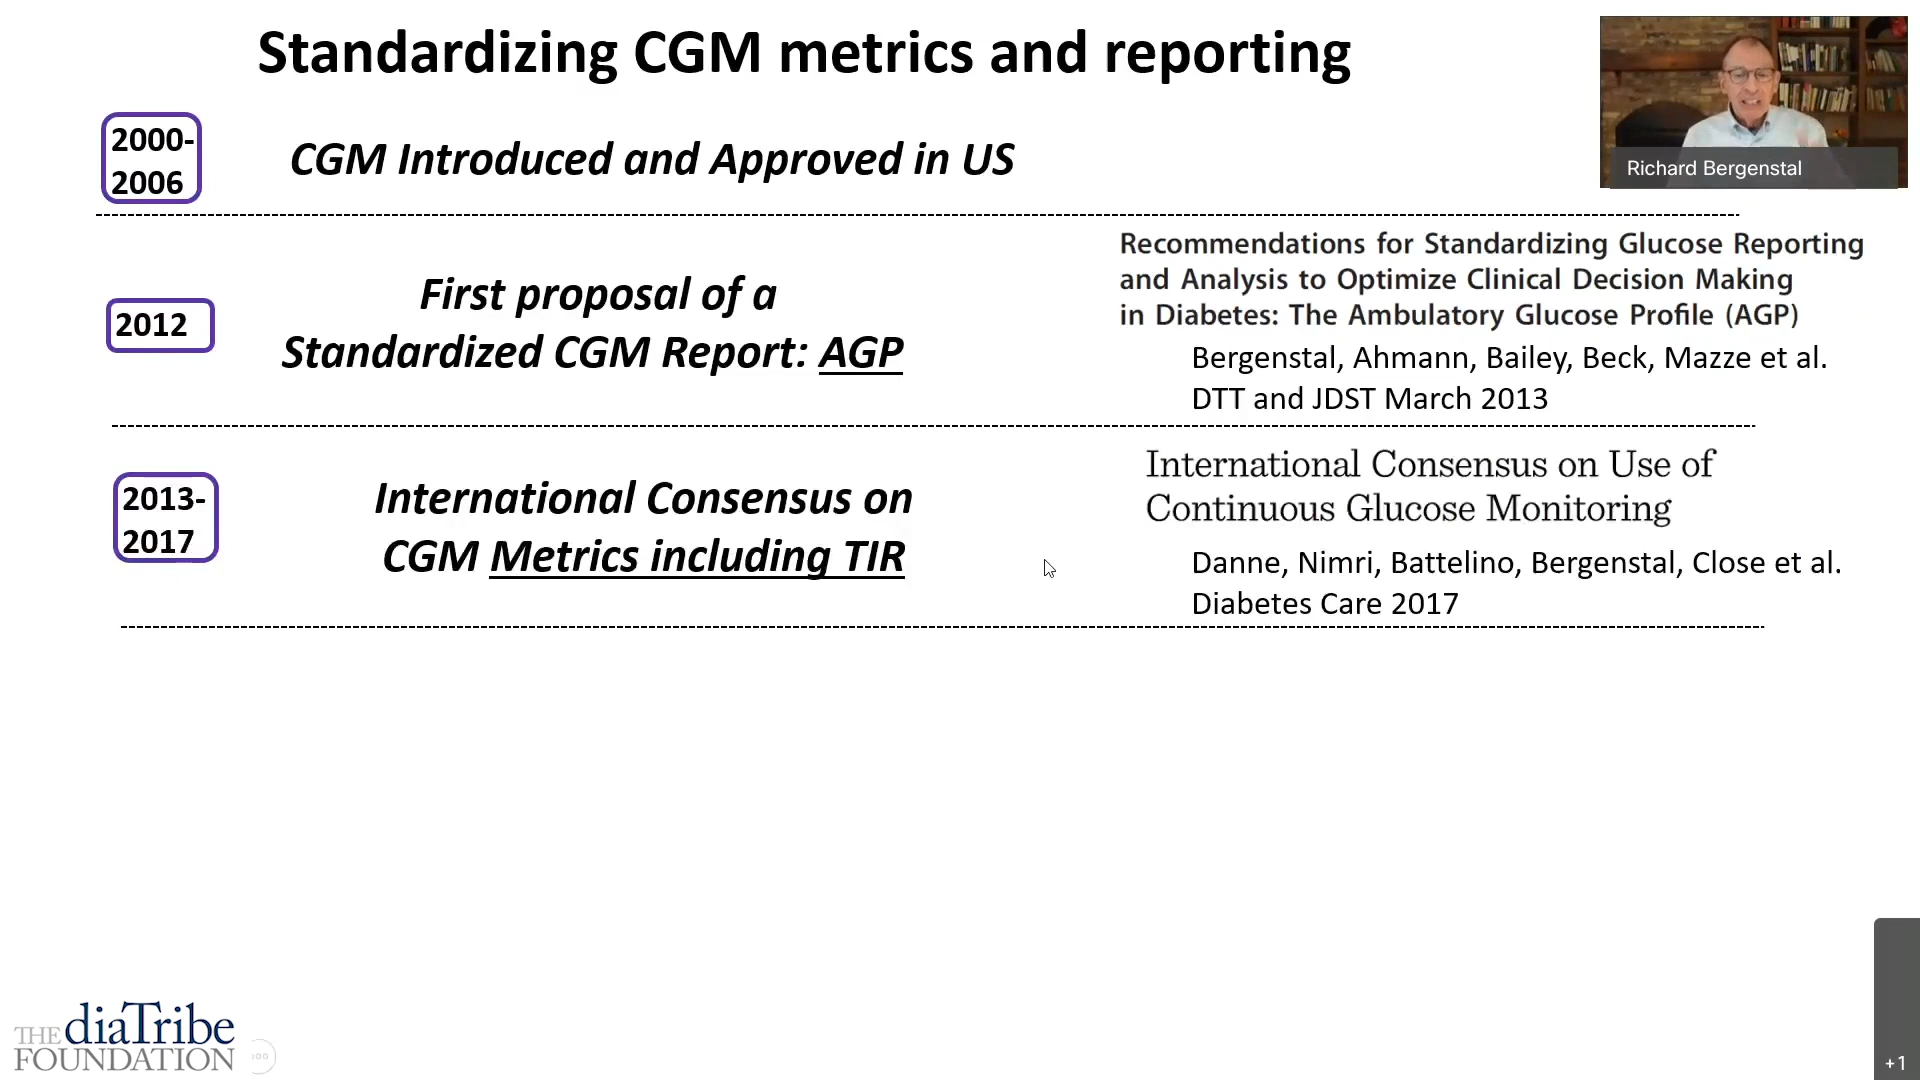 Standardizing CGM metrics and reporting
Richard Bergenstal
2000-
2006
CGM Introduced and Approved in US
2012
First proposal of a
Standardized CGM Report: AGP
Recommendations for Standardizing Glucose Reporting
and Analysis to Optimize Clinical Decision Making
in Diabetes: The Ambulatory Glucose Profile (AGP)
Bergenstal, Ahmann, Bailey, Beck, Mazze et al.
DTT and JDST March 2013
2013-
2017
International Consensus on
CGM Metrics including TIR
International Consensus on Use of
Continuous Glucose Monitoring
Danne, Nimri, Battelino, Bergenstal, Close et al.
Diabetes Care 2017
THE diaTribe
FOUNDATION
+1